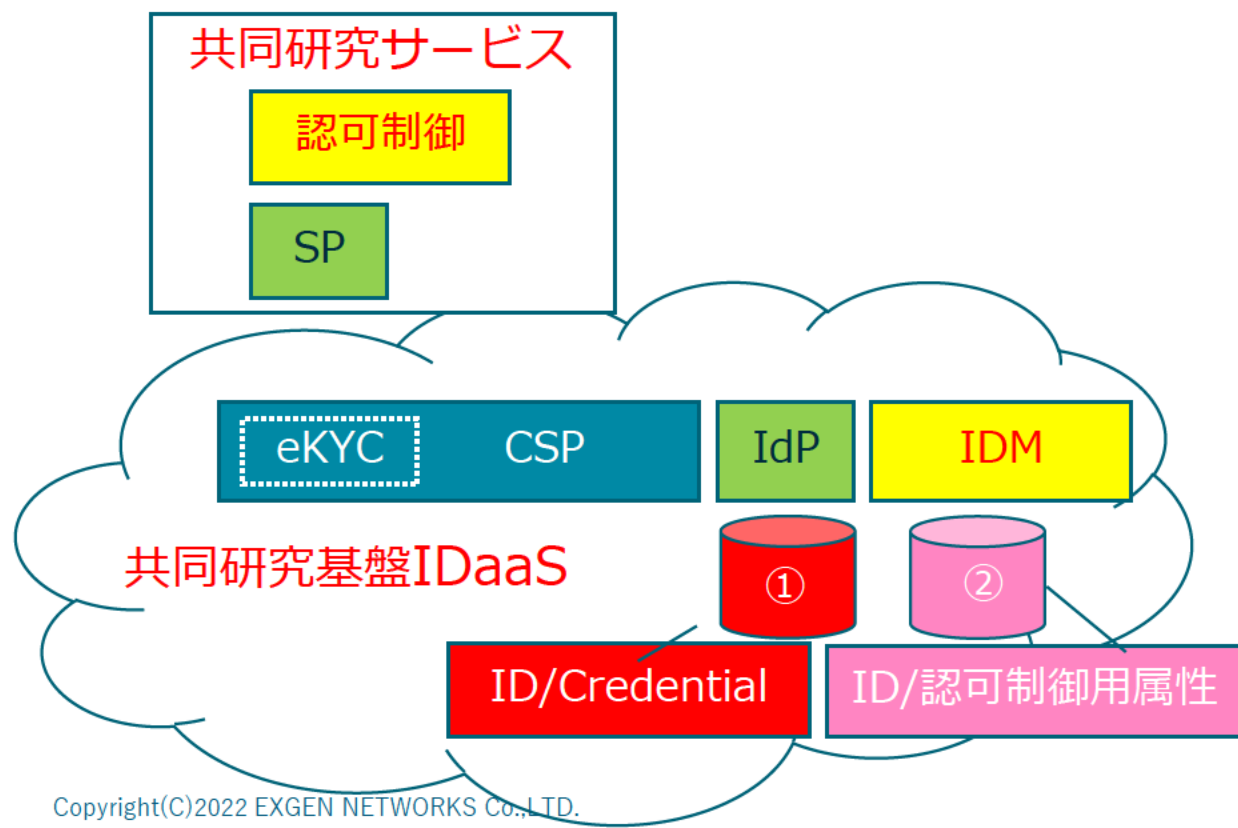 共同研究サービス
認可制御
SP
eKYC
CSP
IdP
IDM
共同研究基盤IDaaS
①
②
ID/Credential
ID/認可制御用属性
Copyright(C)2022 EXGEN NETWORKS Co.,LTD.